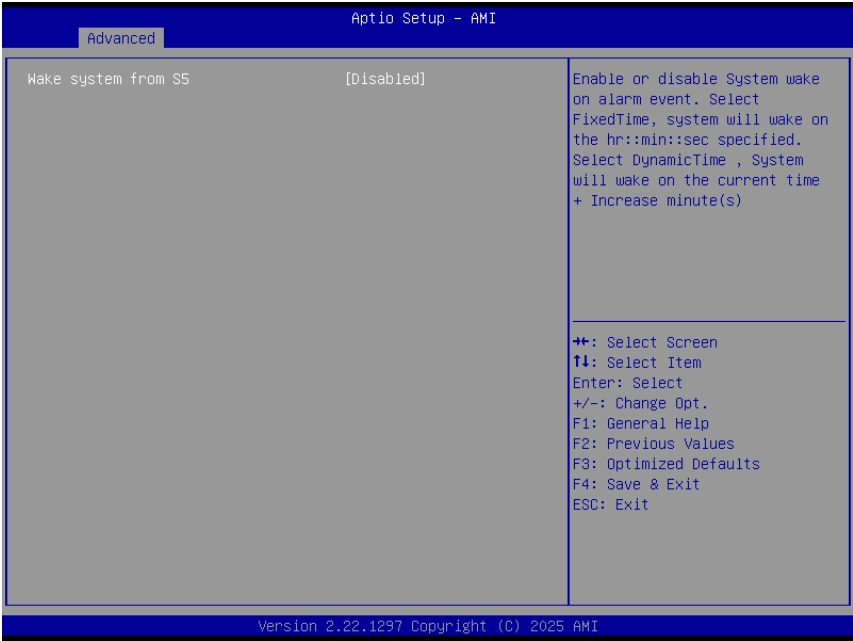 Aptio Setup - AMI
Advanced
Wake system from S5 [Disabled]
Enable or disable System wake
on alarm event. Select
FixedTime, system will wake on
the hr::min::sec specified.
Select DynamicTime , System
will wake on the current time
+ Increase minute(s)
→←: Select Screen
↑↓: Select Item
Enter: Select
+/-: Change Opt.
F1: General Help
F2: Previous Values
F3: Optimized Defaults
F4: Save & Exit
ESC: Exit
Version 2.22.1297 Copyright (C) 2025 AMI